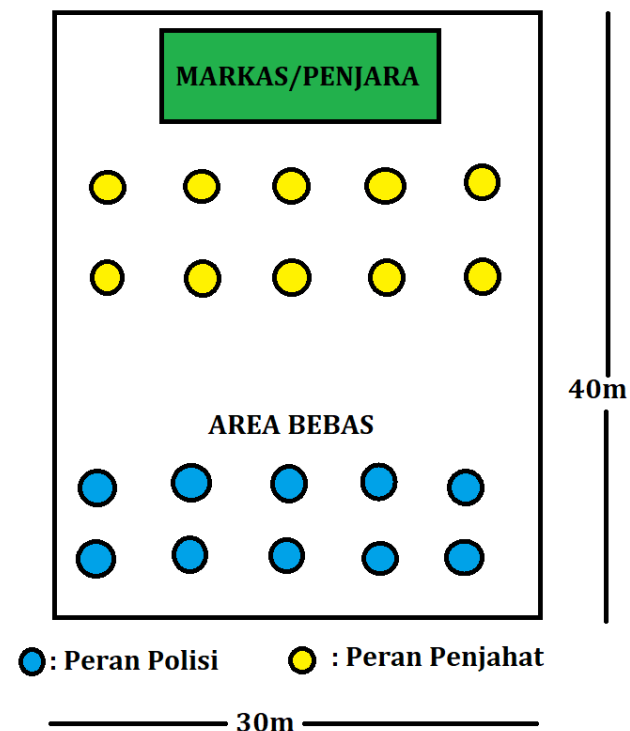 MARKAS/PENJARA
40m
AREA BEBAS
: Peran Polisi
: Peran Penjahat
30m